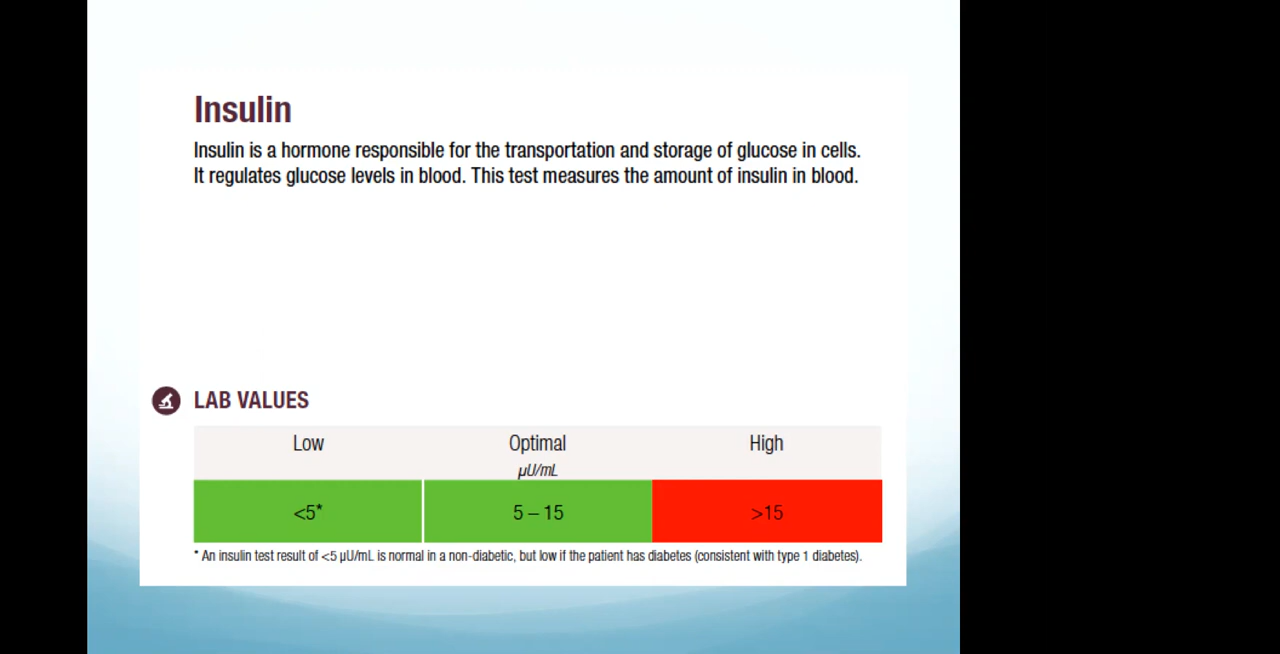 Insulin
Insulin is a hormone responsible for the transportation and storage of glucose in cells.
It regulates glucose levels in blood. This test measures the amount of insulin in blood.
LAB VALUES
Low Optimal High
µU/mL
<5* 5 – 15 >15
* An insulin test result of <5 µU/mL is normal in a non-diabetic, but low if the patient has diabetes (consistent with type 1 diabetes).